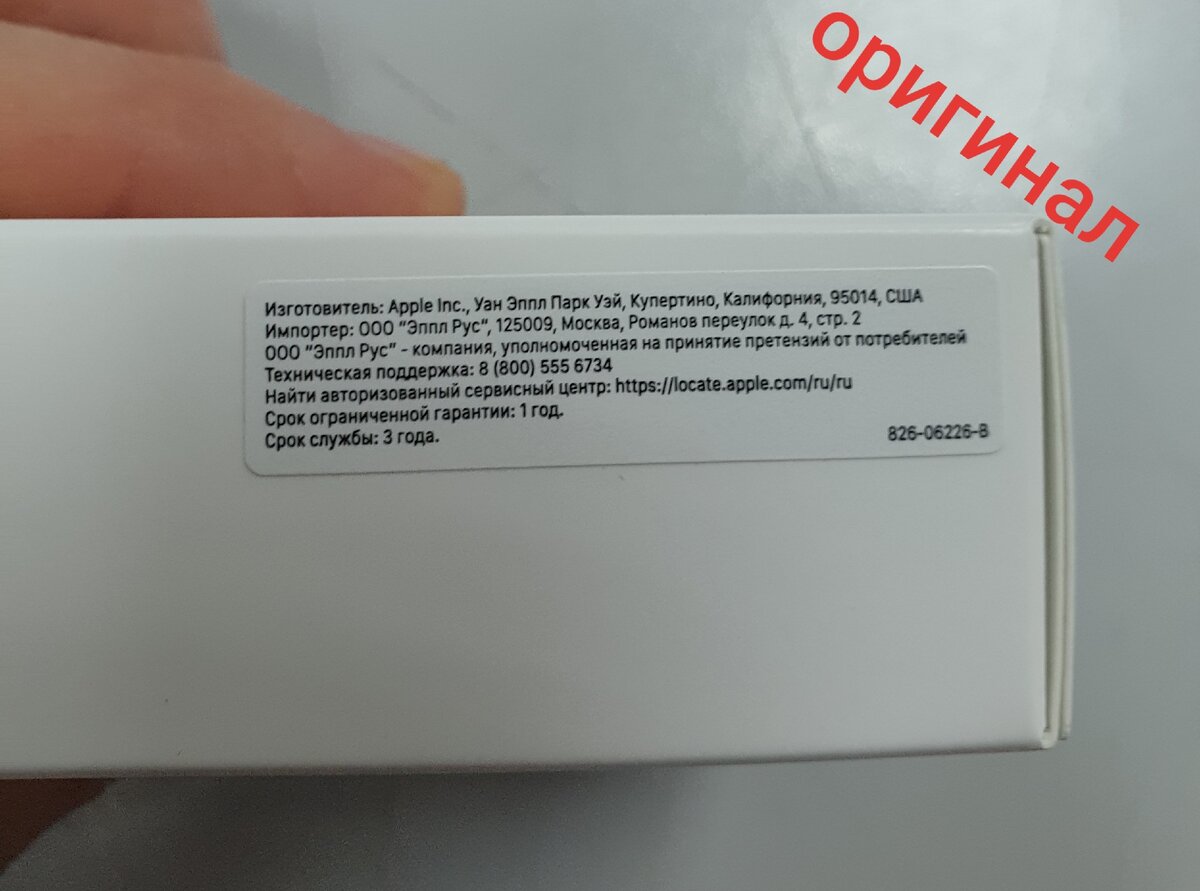 оригинал
Изготовитель: Apple Inc., Уан Эппл Парк Уэй, Купертино, Калифорния, 95014, США
Импортер: ООО "Эппл Рус", 125009, Москва, Романов переулок д. 4, стр. 2
ООО "Эппл Рус" - компания, уполномоченная на принятие претензий от потребителей
Техническая поддержка: 8 (800) 555 6734
Найти авторизованный сервисный центр: https://locate.apple.com/ru/ru
Срок ограниченной гарантии: 1 год.
Срок службы: 3 года.
826-06226-B